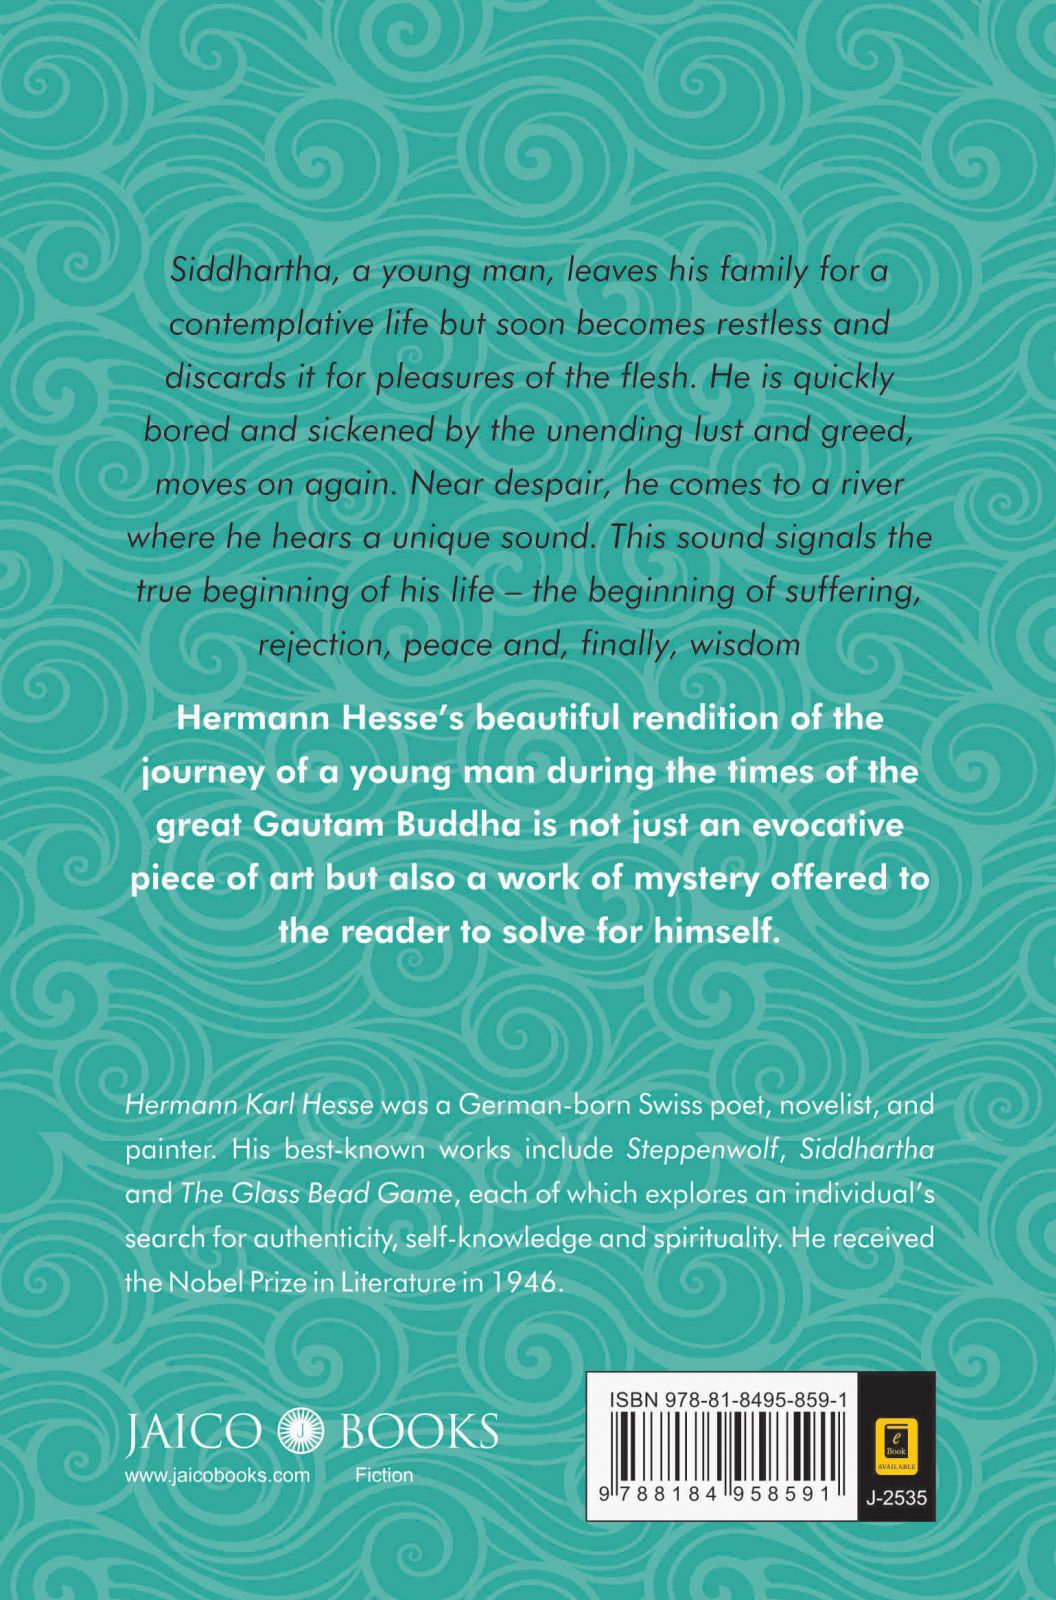 Siddhartha, a young man, leaves his family for a
contemplative life but soon becomes restless and
discards it for pleasures of the flesh. He is quickly
bored and sickened by the unending lust and greed,
moves on again. Near despair, he comes to a river
where he hears a unique sound. This sound signals the
true beginning of his life – the beginning of suffering,
rejection, peace and, finally, wisdom
Hermann Hesse's beautiful rendition of the
journey of a young man during the times of the
great Gautam Buddha is not just an evocative
piece of art but also a work of mystery offered to
the reader to solve for himself.
Hermann Karl Hesse was a German-born Swiss poet, novelist, and
painter. His best-known works include Steppenwolf, Siddhartha
and The Glass Bead Game, each of which explores an individual's
search for authenticity, self-knowledge and spirituality. He received
the Nobel Prize in Literature in 1946.
JAICO J BOOKS
www.jaicobooks.com Fiction
ISBN 978-81-8495-859-1
9 788184 958591
e
Book
AVAILABLE
J-2535